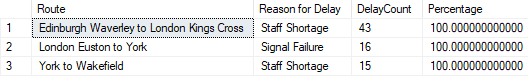 Route Reason for Delay DelayCount Percentage
1 Edinburgh Waverley to London Kings Cross Staff Shortage 43 100.000000000000
2 London Euston to York Signal Failure 16 100.000000000000
3 York to Wakefield Staff Shortage 15 100.000000000000